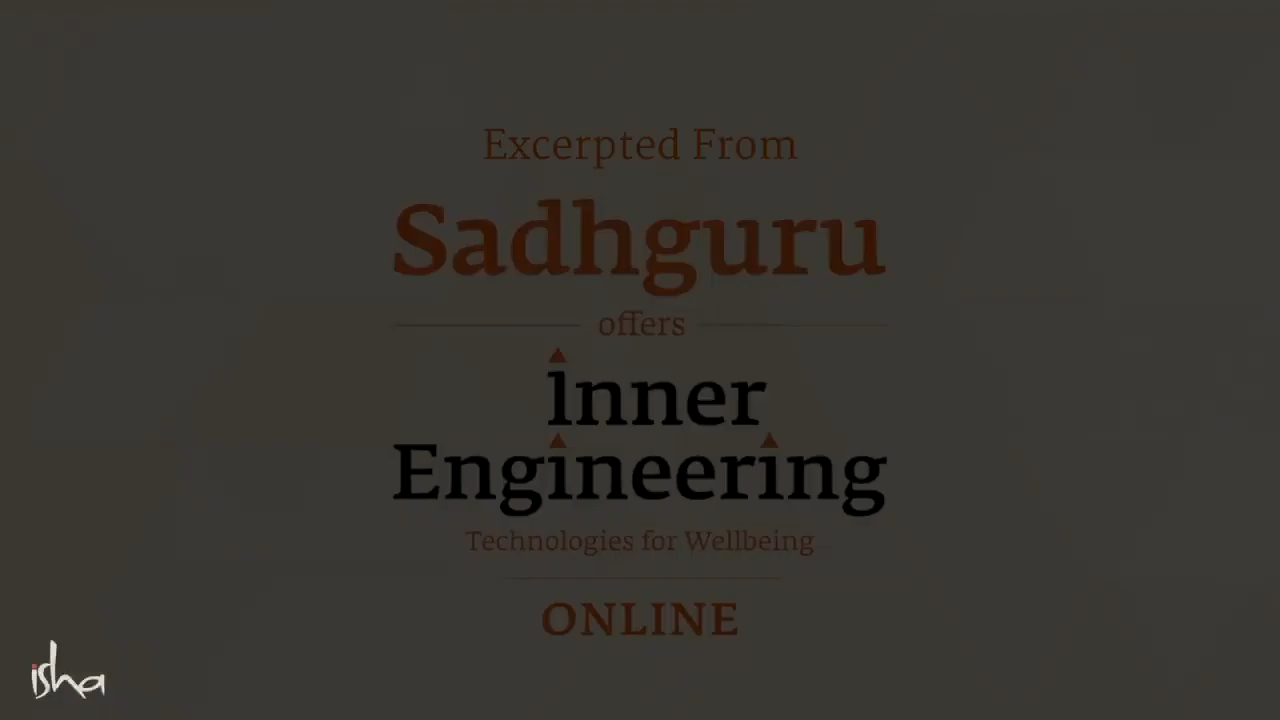 Excerpted From
Sadhguru
offers
inner
Engineering
Technologies for Wellbeing
ONLINE
isha